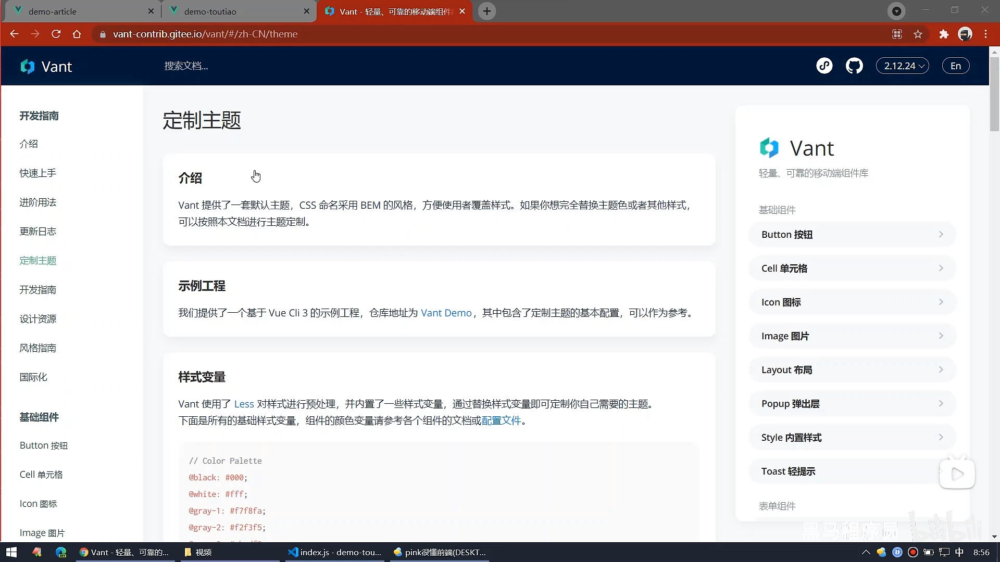 demo-article
demo-toutiao
Vant - 轻量、可靠的移动端组件
vant-contrib.gitee.io/vant/#/zh-CN/theme
Vant
搜索文档...
2.12.24
En
开发指南
介绍
快速上手
进阶用法
更新日志
定制主题
开发指南
设计资源
风格指南
国际化
基础组件
Button 按钮
Cell 单元格
Icon 图标
Image 图片
定制主题
介绍
Vant 提供了一套默认主题，CSS 命名采用 BEM 的风格，方便使用者覆盖样式。如果你想完全替换主题色或者其他样式，
可以按照本文档进行主题定制。
示例工程
我们提供了一个基于 Vue Cli 3 的示例工程，仓库地址为 Vant Demo，其中包含了定制主题的基本配置，可以作为参考。
样式变量
Vant 使用了 Less 对样式进行预处理，并内置了一些样式变量，通过替换样式变量即可定制你自己需要的主题。
下面是所有的基础样式变量，组件的颜色变量请参考各个组件的文档或配置文件。
// Color Palette
@black: #000;
@white: #fff;
@gray-1: #f7f8fa;
@gray-2: #f2f3f5;
Vant
轻量、可靠的移动端组件库
基础组件
Button 按钮
Cell 单元格
Icon 图标
Image 图片
Layout 布局
Popup 弹出层
Style 内置样式
Toast 轻提示
表单组件
黑马程序员
bilibili
Vant - 轻量、可靠的...
视频
index.js - demo-tou...
pink很懂前端(DESKT...
中
8:56